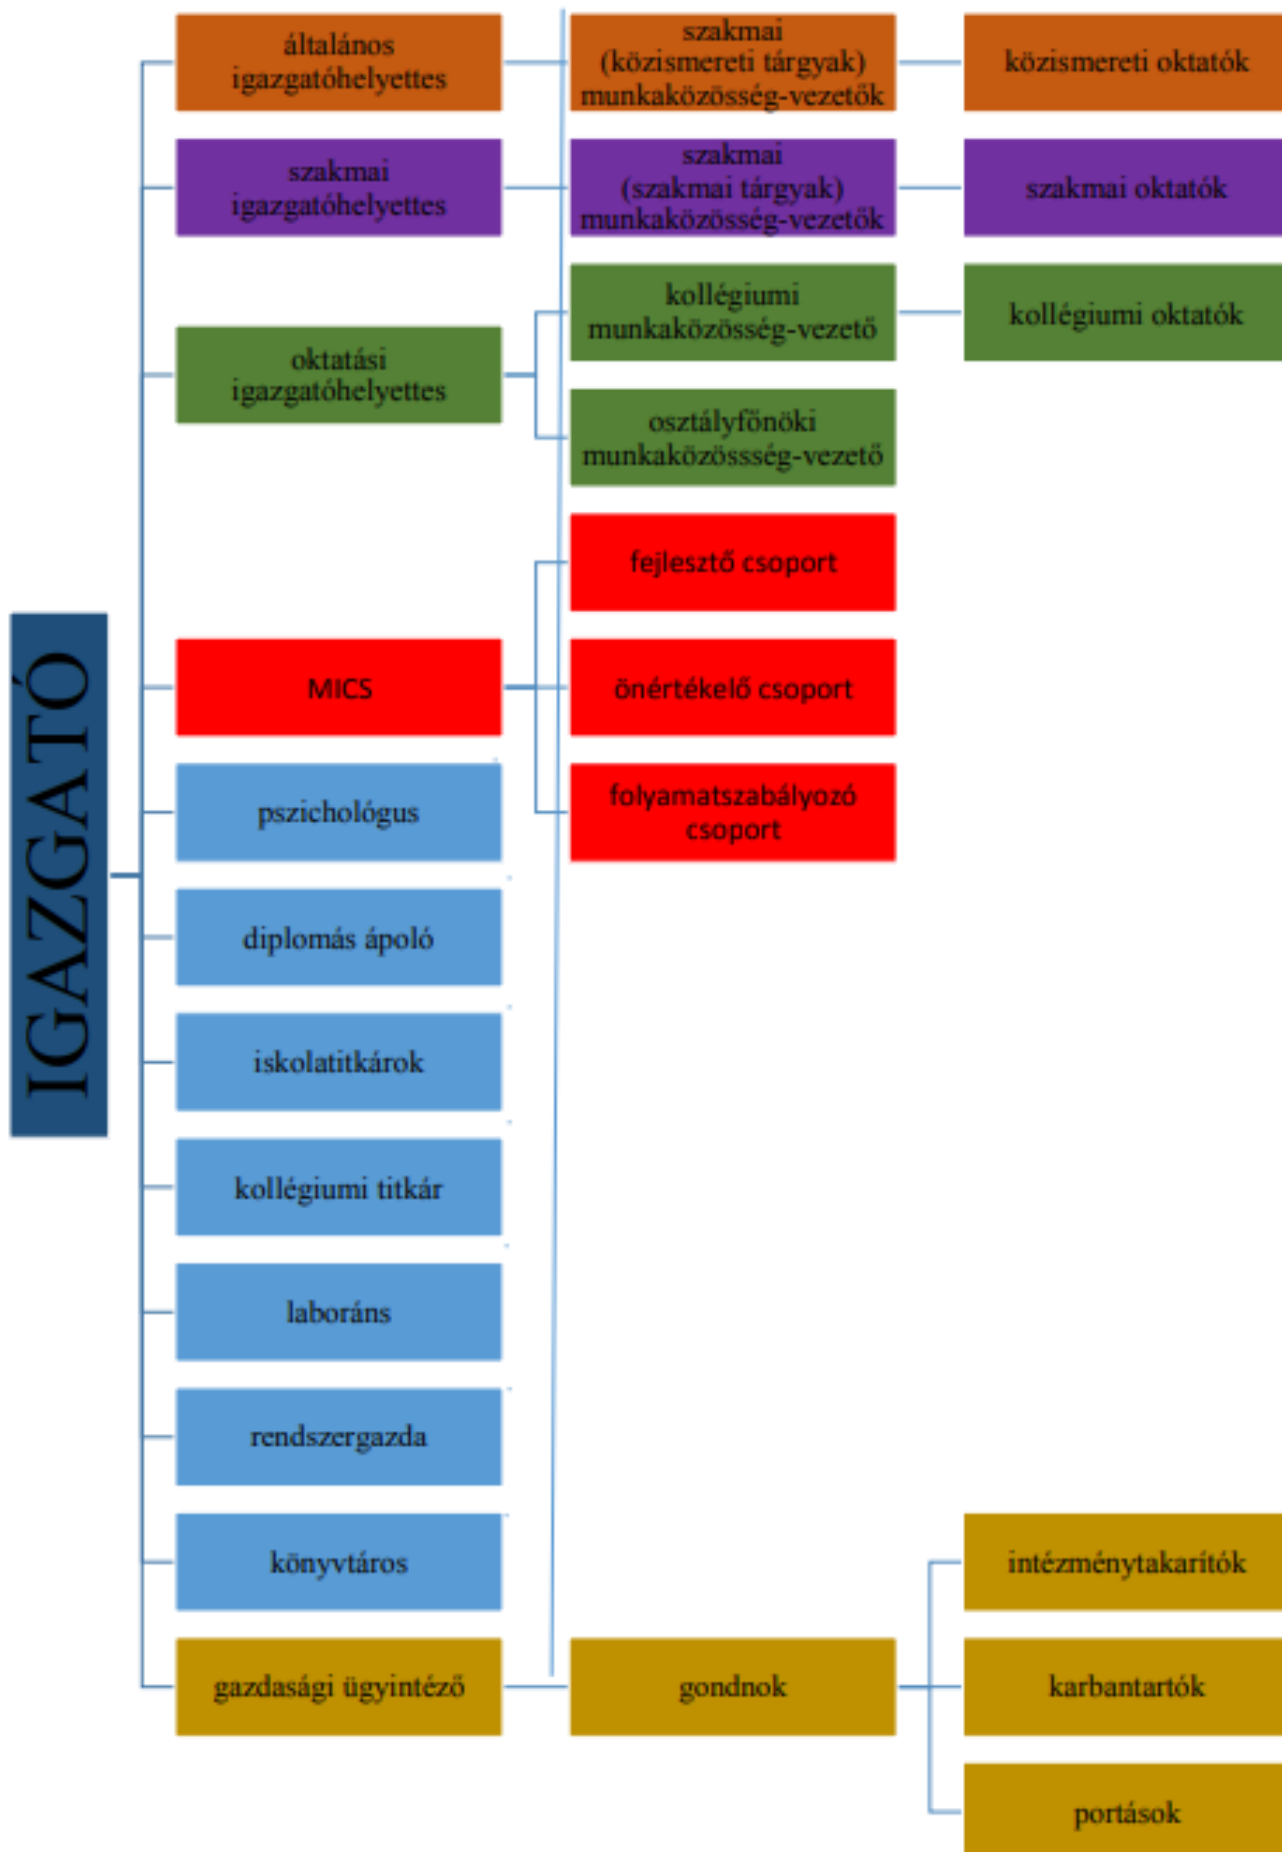 általános
igazgatóhelyettes
szakmai
(közismereti tárgyak)
munkaközösség-vezetők
közismereti oktatók
szakmai
igazgatóhelyettes
szakmai
(szakmai tárgyak)
munkaközösség-vezetők
szakmai oktatók
oktatási
igazgatóhelyettes
kollégiumi
munkaközösség-vezető
kollégiumi oktatók
osztályfőnöki
munkaközössség-vezető
IGAZGATÓ
MICS
fejlesztő csoport
önértékelő csoport
folyamatszabályozó
csoport
pszichológus
diplomás ápoló
iskolatitkárok
kollégiumi titkár
laboráns
rendszergazda
könyvtáros
gazdasági ügyintéző
gondnok
intézménytakarítók
karbantartók
portások